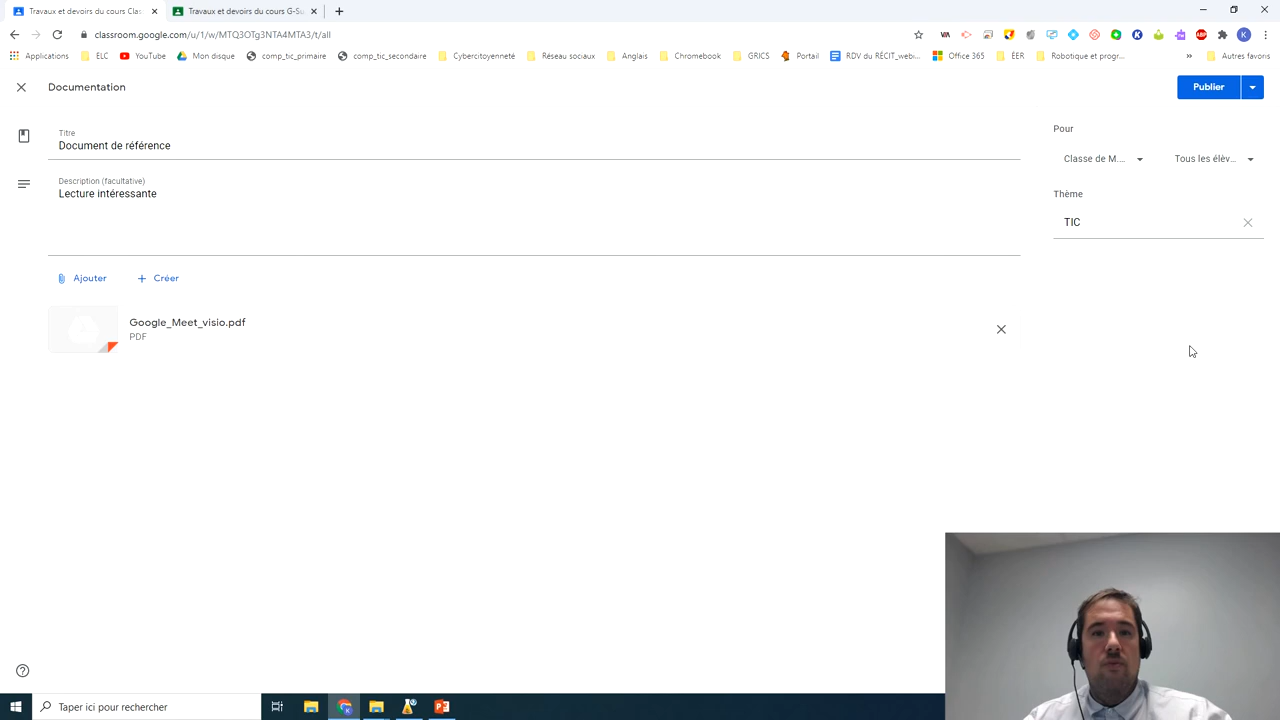 Travaux et devoirs du cours Clas
Travaux et devoirs du cours G-Su
classroom.google.com/u/1/w/MTQ3OTg3NTA4MTA3/t/all
Applications ELC YouTube Mon disque comp_tic_primaire comp_tic_secondaire Cybercitoyenneté Réseau sociaux Anglais Chromebook GRICS Portail RDV du RÉCIT_webi... Office 365 ÉER Robotique et progr... » Autres favoris
Documentation
Publier
Titre
Document de référence
Description (facultative)
Lecture intéressante
Ajouter
Créer
Google_Meet_visio.pdf
PDF
Pour
Classe de M.... Tous les élèv...
Thème
TIC
Taper ici pour rechercher